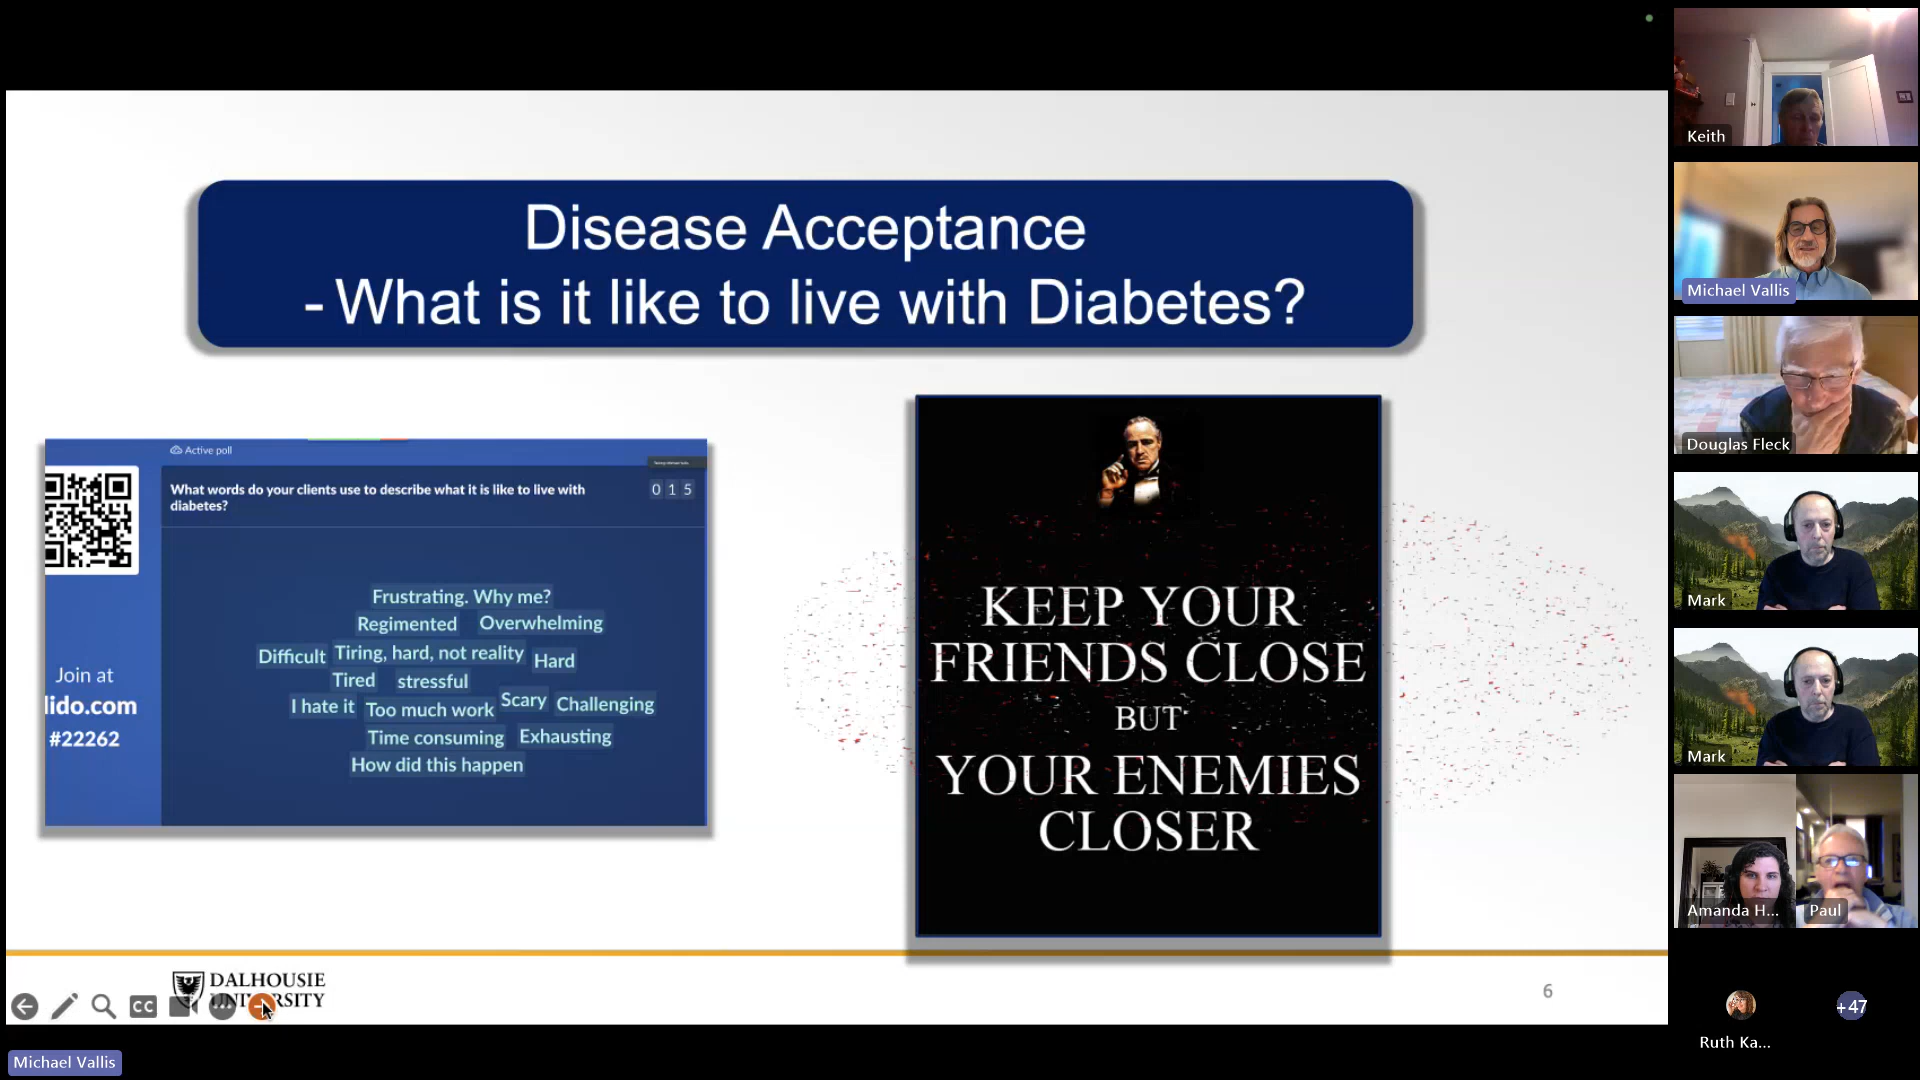 Disease Acceptance
- What is it like to live with Diabetes?
Active poll
What words do your clients use to describe what it is like to live with
diabetes?
0 1 5
Frustrating. Why me?
Regimented Overwhelming
Difficult Tiring, hard, not reality Hard
Tired stressful
I hate it Too much work Scary Challenging
Time consuming Exhausting
How did this happen
Join at
lido.com
#22262
KEEP YOUR
FRIENDS CLOSE
BUT
YOUR ENEMIES
CLOSER
DALHOUSIE
UNIVERSITY
6
CC
Michael Vallis
Keith
Michael Vallis
Douglas Fleck
Mark
Mark
Amanda H...
Paul
Ruth Ka...
+47